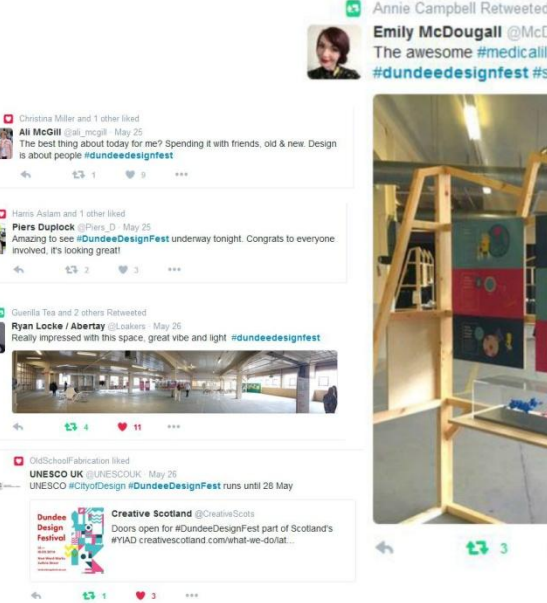 Annie Campbell Retweeted
Emily McDougall @McD
The awesome #medicalil
#dundeedesignfest #s
Christina Miller and 1 other liked
Ali McGill @ali_mcgill · May 25
The best thing about today for me? Spending it with friends, old & new. Design
is about people #dundeedesignfest
1 9
Harris Aslam and 1 other liked
Piers Duplock @Piers_D · May 25
Amazing to see #DundeeDesignFest underway tonight. Congrats to everyone
involved, it's looking great!
2 3
Guerilla Tea and 2 others Retweeted
Ryan Locke / Abertay @Loakers · May 26
Really impressed with this space, great vibe and light #dundeedesignfest
4 11
OldSchoolFabrication liked
UNESCO UK @UNESCOUK · May 26
UNESCO #CityofDesign #DundeeDesignFest runs until 28 May
Dundee
Design
Festival
Creative Scotland @CreativeScots
Doors open for #DundeeDesignFest part of Scotland's
#YIAD creativescotland.com/what-we-do/lat...
1 3
3